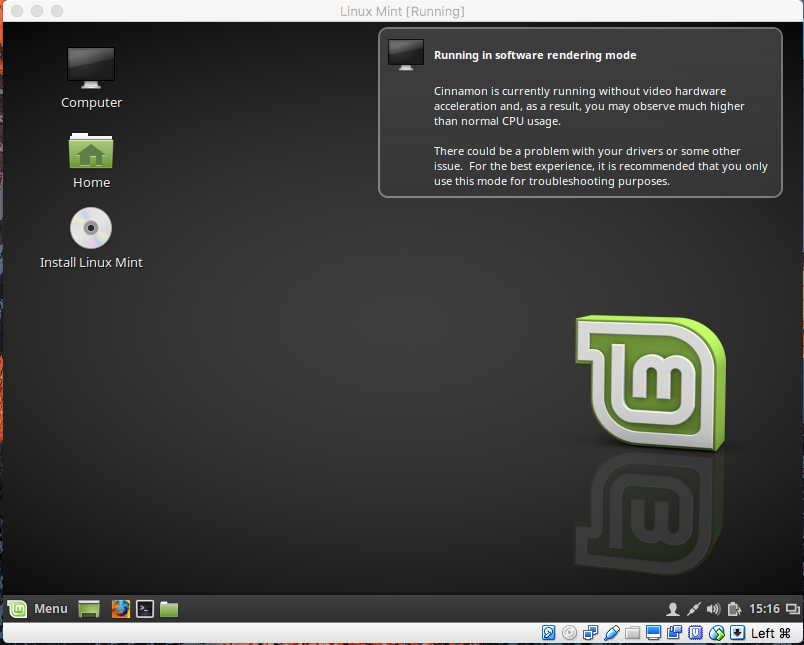 Linux Mint [Running]
Running in software rendering mode
Cinnamon is currently running without video hardware
acceleration and, as a result, you may observe much higher
than normal CPU usage.
There could be a problem with your drivers or some other
issue.  For the best experience, it is recommended that you only
use this mode for troubleshooting purposes.
Computer
Home
Install Linux Mint
Menu
15:16
Left ⌘